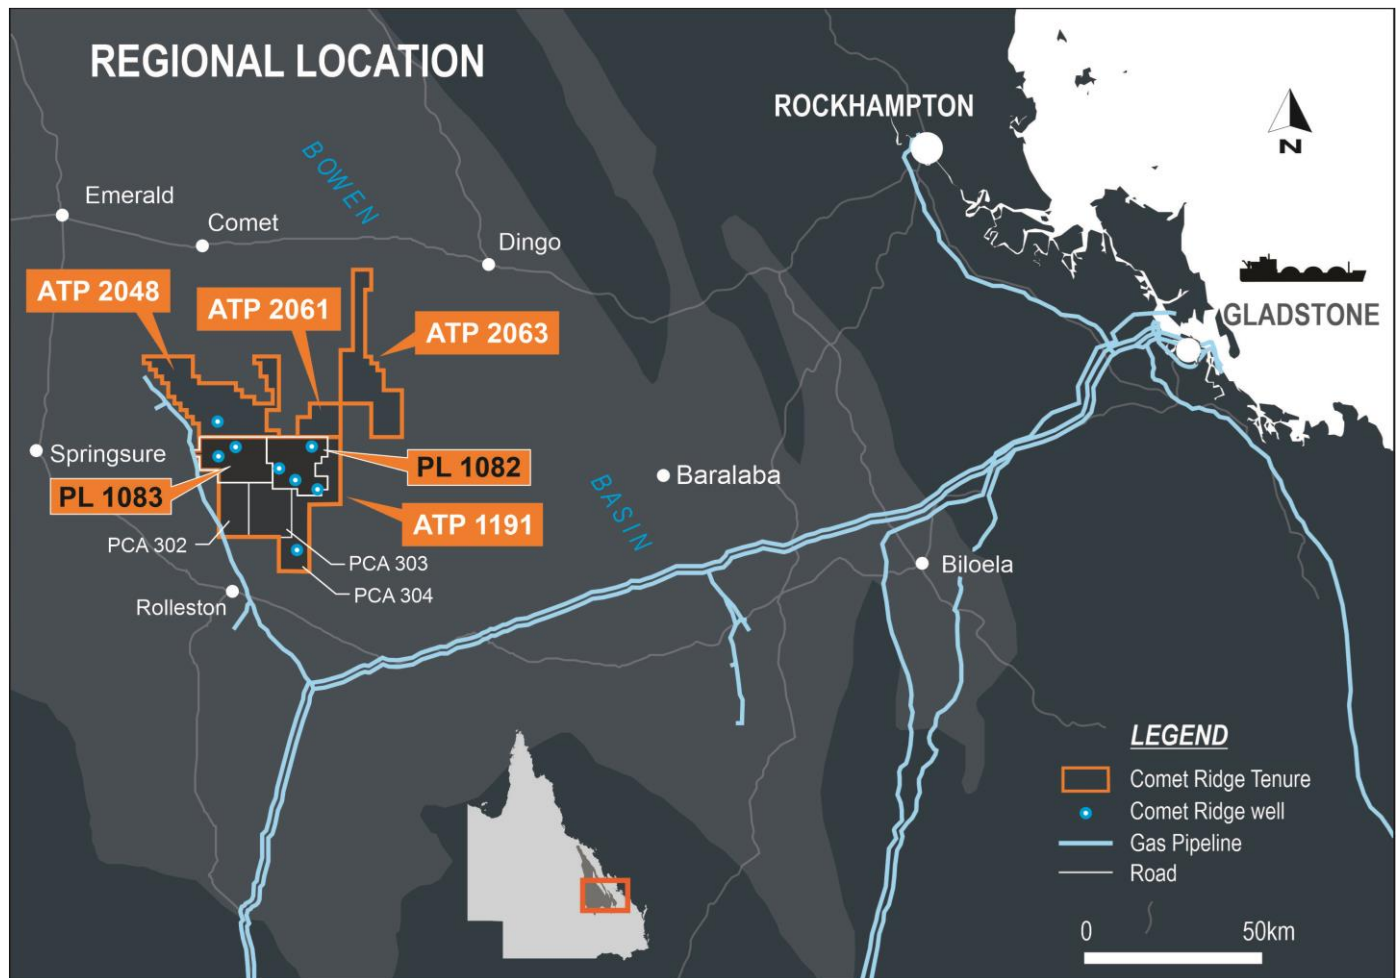 REGIONAL LOCATION
ROCKHAMPTON
N
BOWEN
Emerald
Comet
Dingo
ATP 2048
ATP 2061
ATP 2063
GLADSTONE
Springsure
PL 1082
PL 1083
Baralaba
BASIN
ATP 1191
PCA 302
PCA 303
PCA 304
Biloela
Rolleston
LEGEND
Comet Ridge Tenure
Comet Ridge well
Gas Pipeline
Road
0 50km